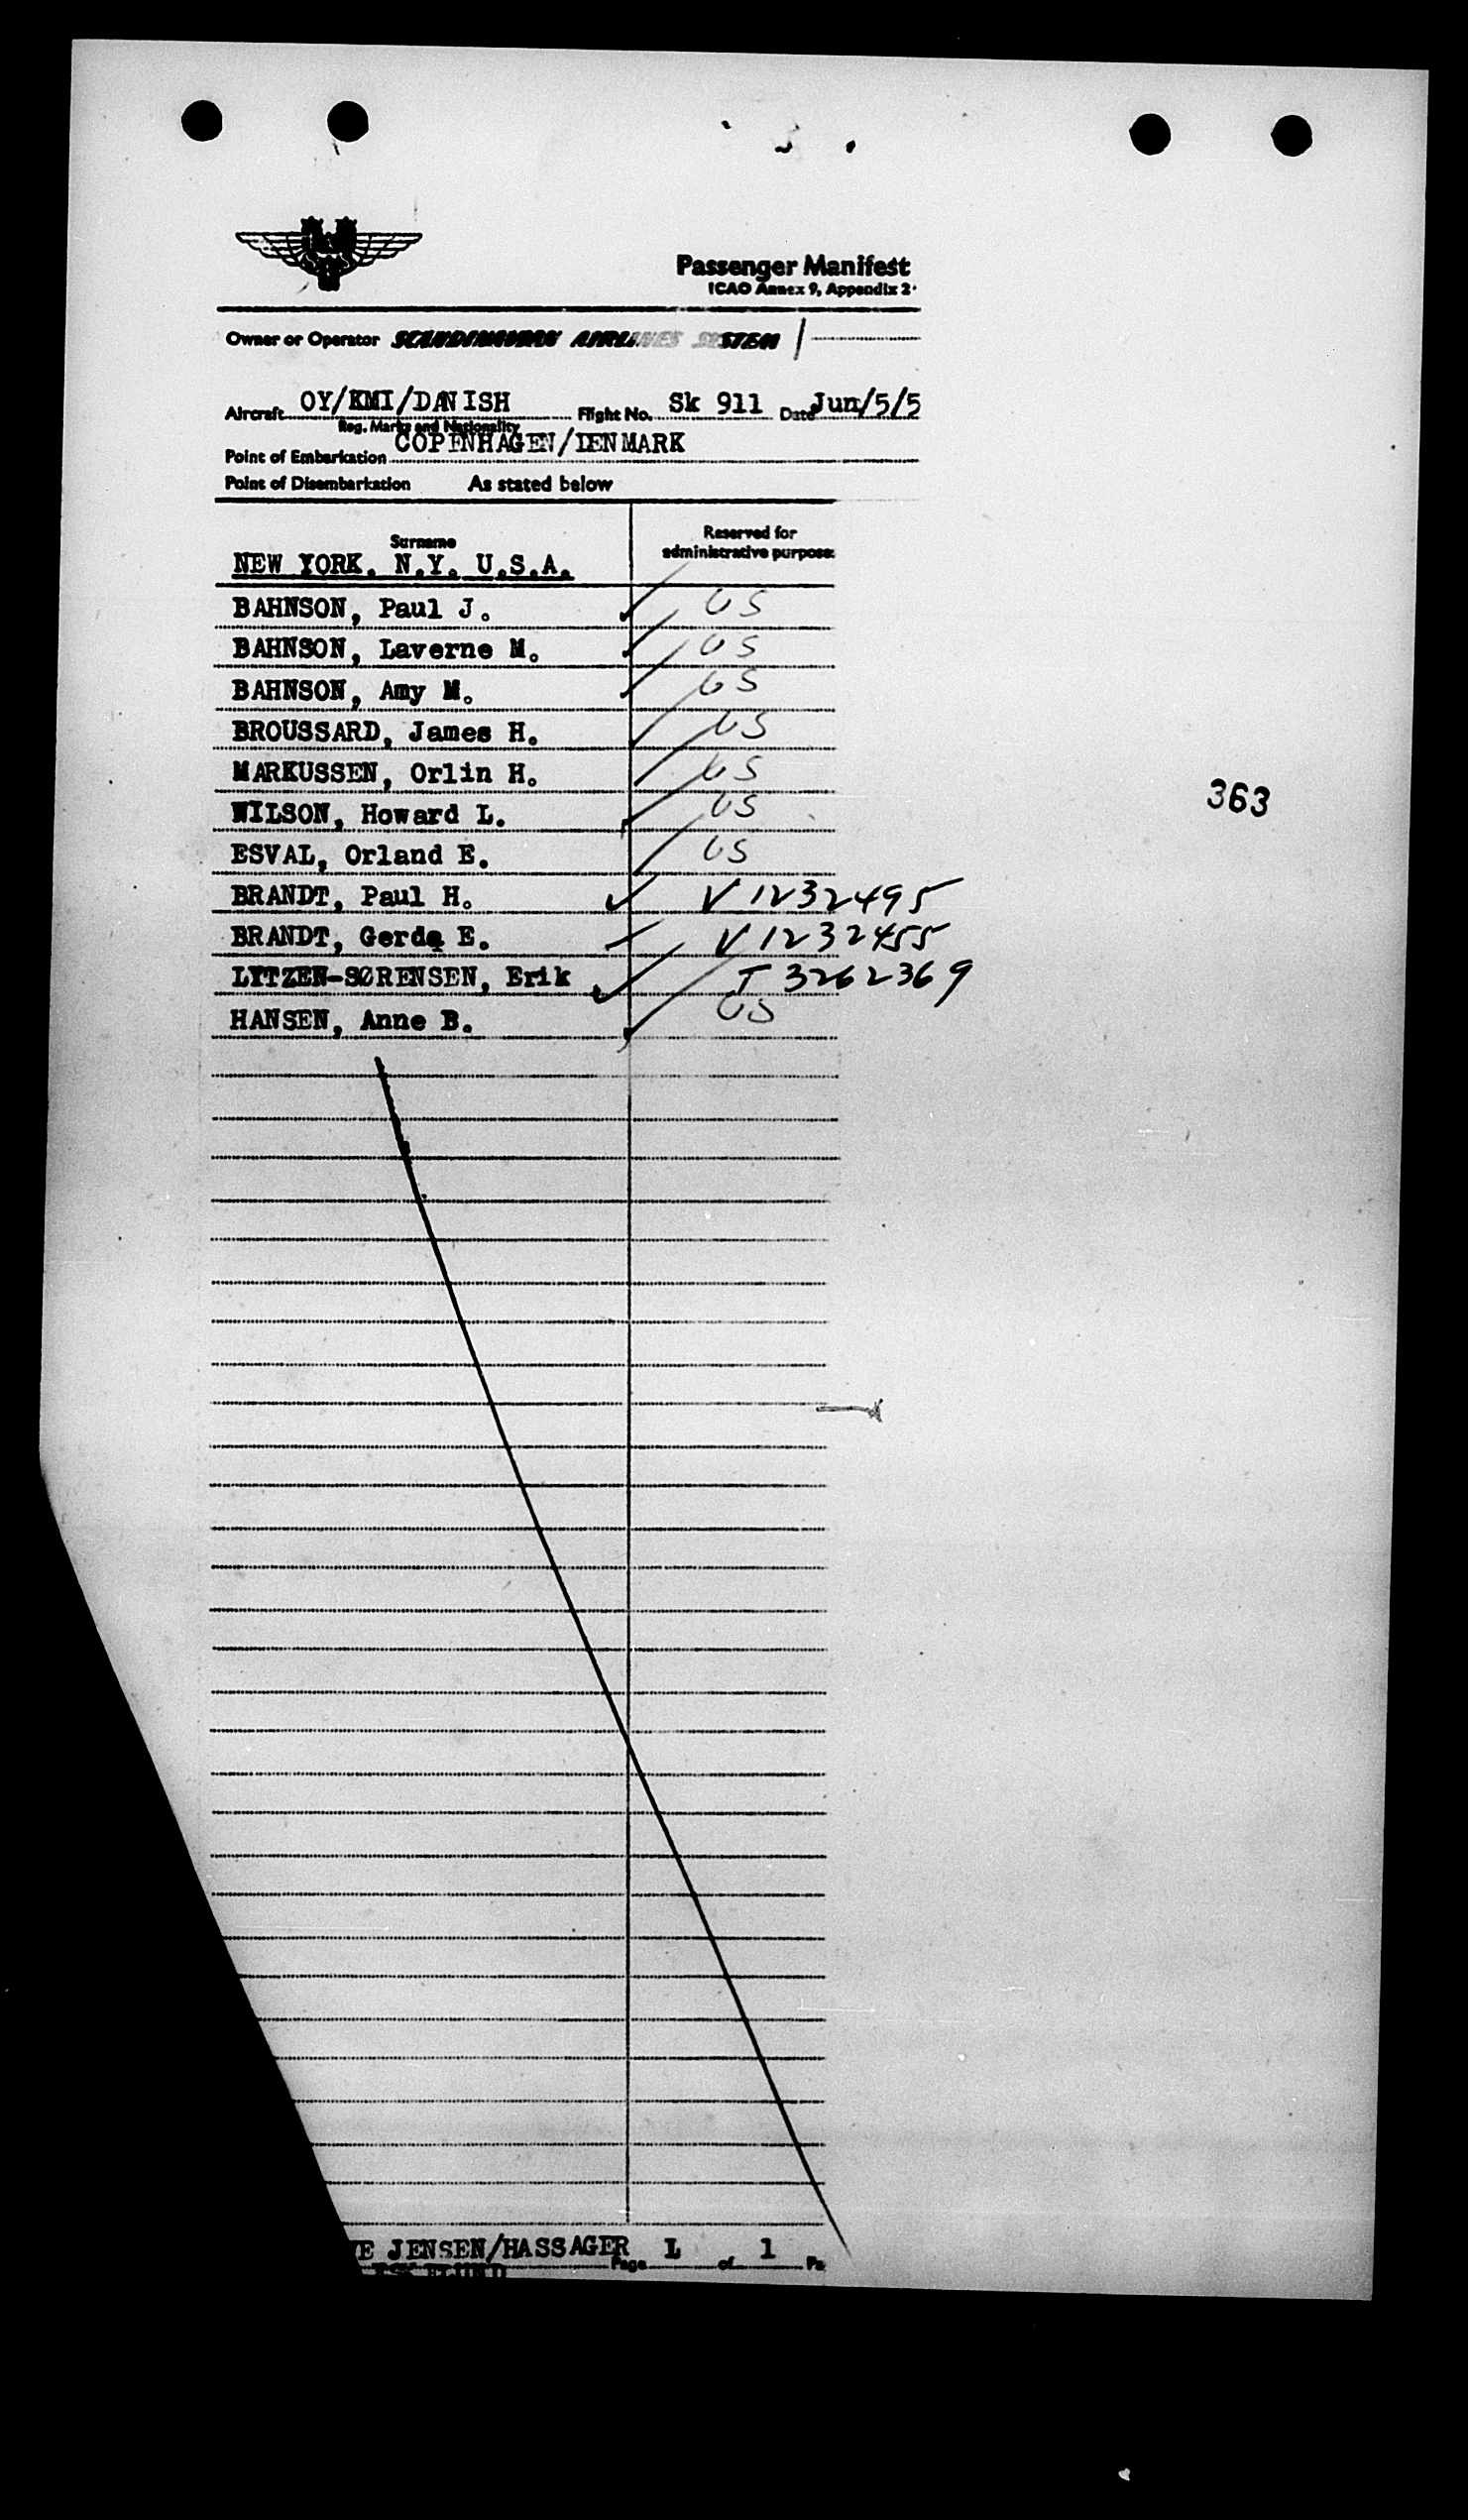 Passenger Manifest
ICAO Annex 9, Appendix 2
Owner or Operator SCANDINAVIAN AIRLINES SYSTEM
Aircraft OY/KMI/DANISH Flight No. Sk 911 Date Jun/5/5
Reg. Marks and Nationality
Point of Embarkation COPENHAGEN/DENMARK
Point of Disembarkation As stated below
Surname Reserved for administrative purpose
NEW YORK. N.Y. U.S.A.
BAHNSON, Paul J. US
BAHNSON, Laverne M. US
BAHNSON, Amy M. US
BROUSSARD, James H. US
MARKUSSEN, Orlin H. US
363
WILSON, Howard L. US
ESVAL, Orland E. US
BRANDT, Paul H. V 1232495
BRANDT, Gerda E. V 1232455
LYTZEN-SØRENSEN, Erik I 3262369
HANSEN, Anne B. US
JENSEN/HASSAGER Page 1 of 1 Pa